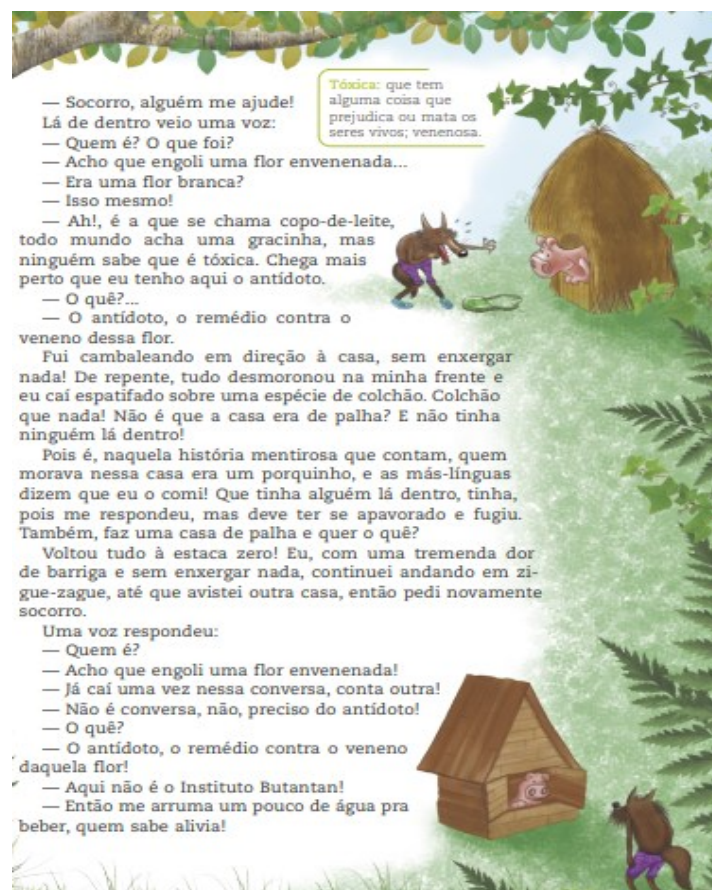 — Socorro, alguém me ajude!
Lá de dentro veio uma voz:
— Quem é? O que foi?
— Acho que engoli uma flor envenenada...
— Era uma flor branca?
— Isso mesmo!
— Ah!, é a que se chama copo-de-leite,
todo mundo acha uma gracinha, mas
ninguém sabe que é tóxica. Chega mais
perto que eu tenho aqui o antídoto.
— O quê?...
— O antídoto, o remédio contra o
veneno dessa flor.
Fui cambaleando em direção à casa, sem enxergar
nada! De repente, tudo desmoronou na minha frente e
eu caí espatifado sobre uma espécie de colchão. Colchão
que nada! Não é que a casa era de palha? E não tinha
ninguém lá dentro!
Pois é, naquela história mentirosa que contam, quem
morava nessa casa era um porquinho, e as más-línguas
dizem que eu o comi! Que tinha alguém lá dentro, tinha,
pois me respondeu, mas deve ter se apavorado e fugiu.
Também, faz uma casa de palha e quer o quê?
Voltou tudo à estaca zero! Eu, com uma tremenda dor
de barriga e sem enxergar nada, continuei andando em zi-
gue-zague, até que avistei outra casa, então pedi novamente
socorro.
Uma voz respondeu:
— Quem é?
— Acho que engoli uma flor envenenada!
— Já caí uma vez nessa conversa, conta outra!
— Não é conversa, não, preciso do antídoto!
— O quê?
— O antídoto, o remédio contra o veneno
daquela flor!
— Aqui não é o Instituto Butantan!
— Então me arruma um pouco de água pra
beber, quem sabe alivia!
Tóxica: que tem
alguma coisa que
prejudica ou mata os
seres vivos; venenosa.